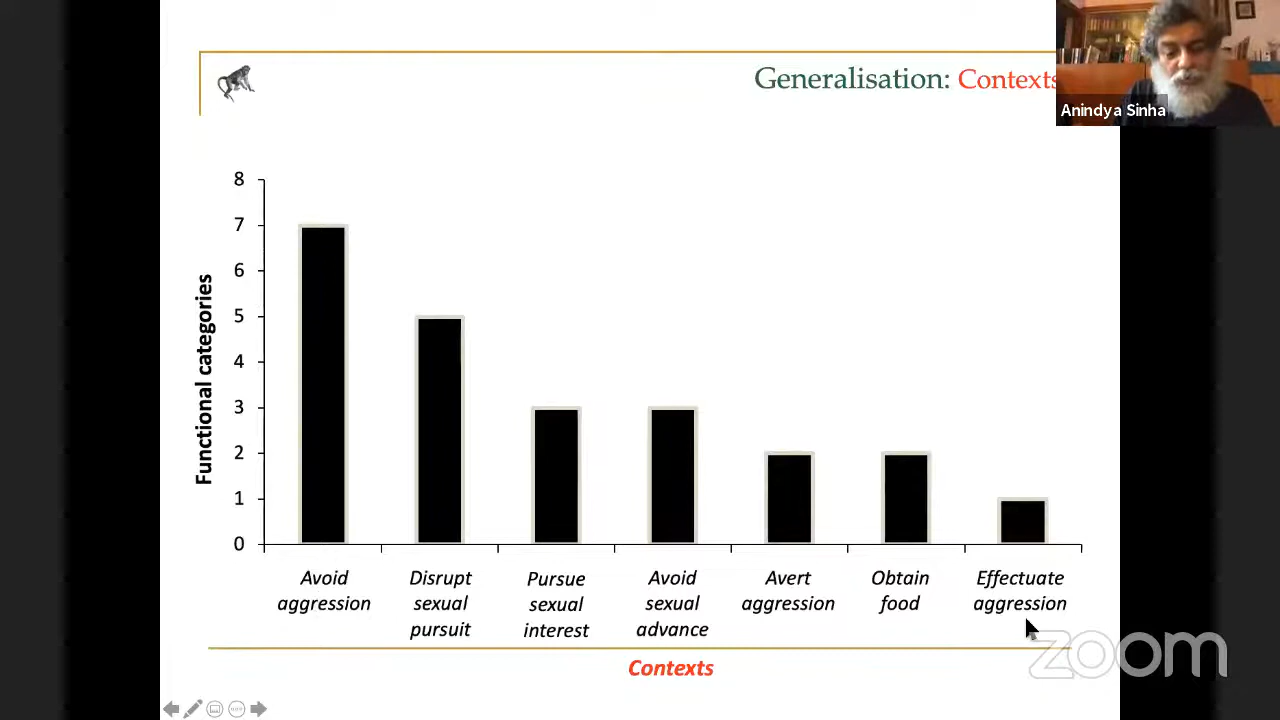 Generalisation: Contexts
Anindya Sinha
8
7
6
5
4
3
2
1
0
Functional categories
Avoid aggression
Disrupt sexual pursuit
Pursue sexual interest
Avoid sexual advance
Avert aggression
Obtain food
Effectuate aggression
Contexts
zoom